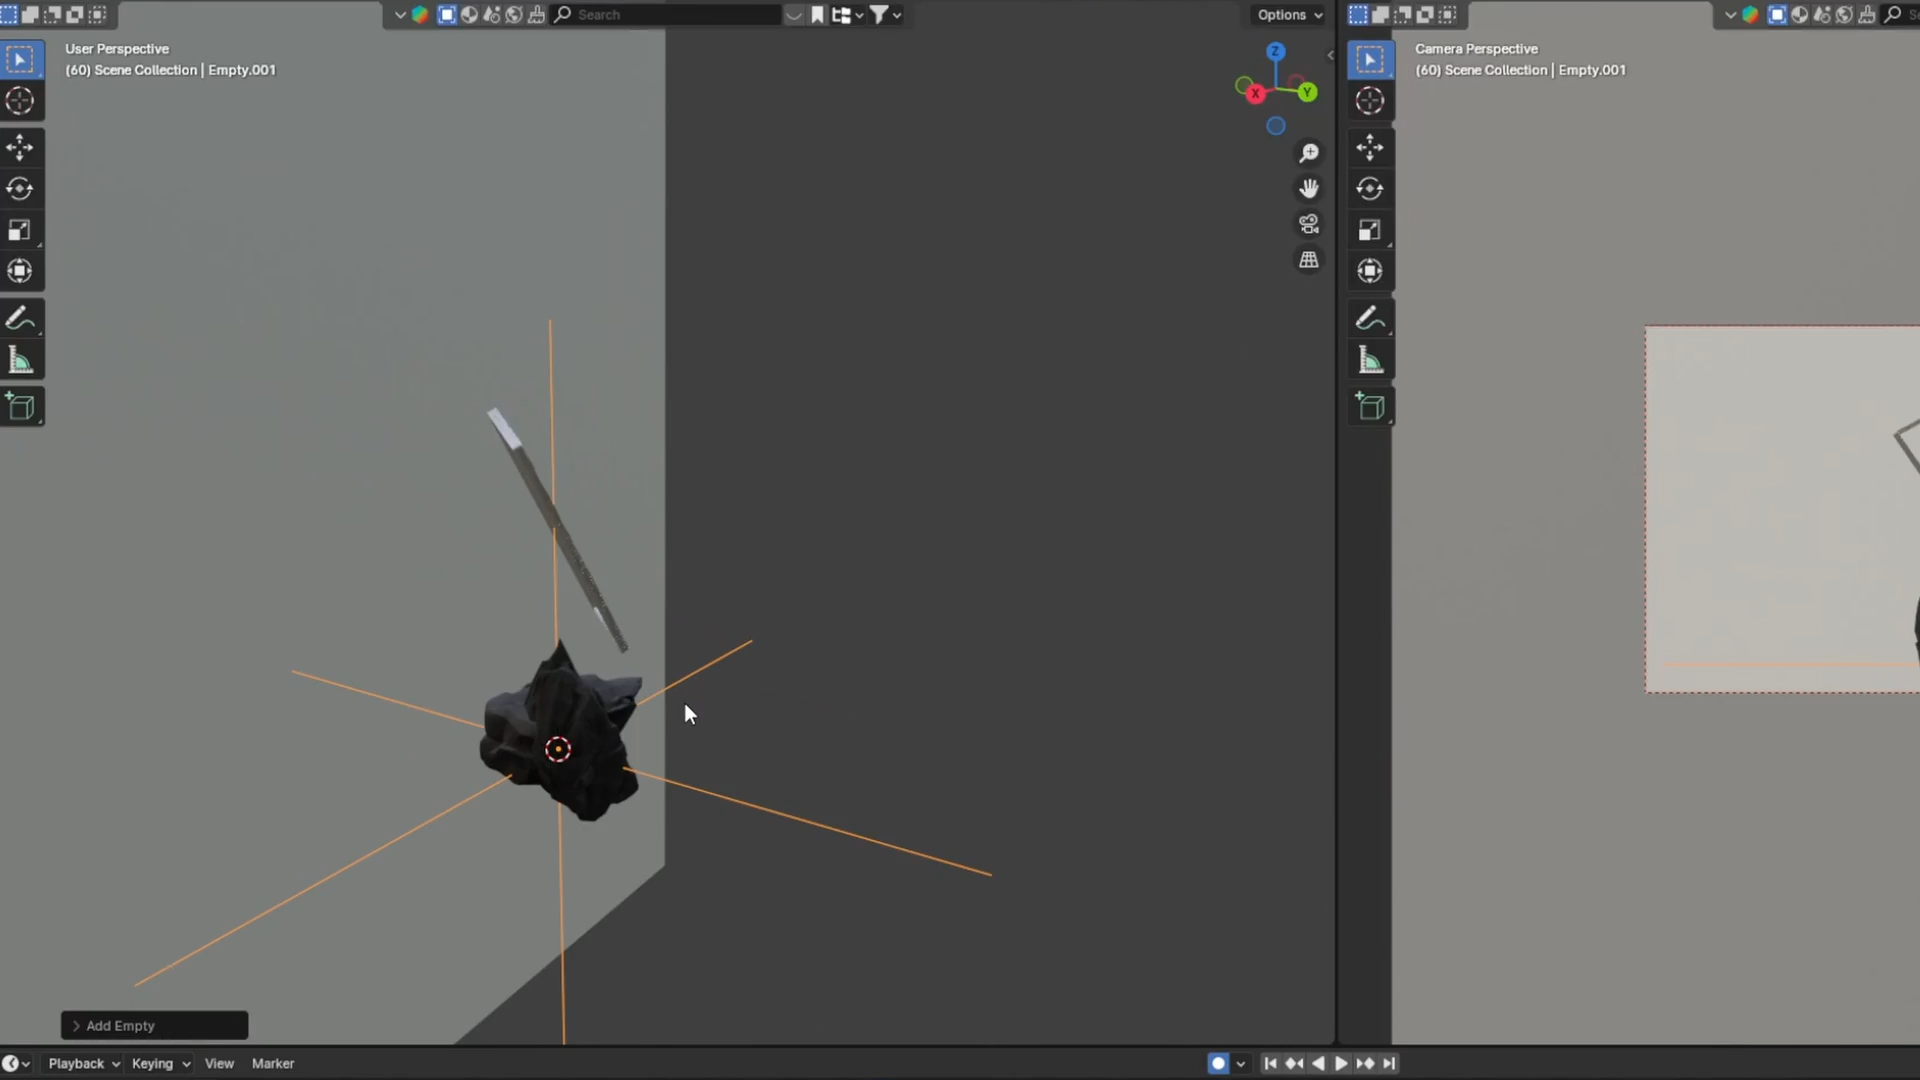 Search
Options
User Perspective
(60) Scene Collection | Empty.001
Z
X
Y
Camera Perspective
(60) Scene Collection | Empty.001
Add Empty
Playback
Keying
View
Marker